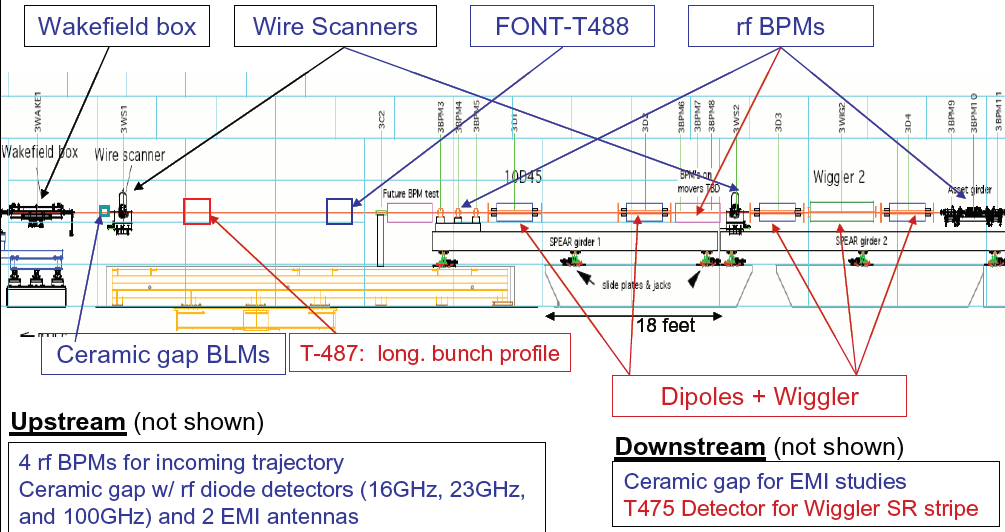 Wakefield box
Wire Scanners
FONT-T488
rf BPMs
3WAKE1
3WS1
3C2
3BPM3
3BPM4
3BPM5
3D1
3D2
3BPM6
3BPM7
3BPM8
3WS2
3D3
3WIG2
3D4
3BPM9
3BPM10
3BPM11
Wakefield box
Wire scanner
Future BPM test
10D45
BPM's on
movers TBD
Wiggler 2
Asset girder
SPEAR girder 1
SPEAR girder 2
slide plates & jacks
18 feet
Ceramic gap BLMs
T-487: long. bunch profile
Dipoles + Wiggler
Upstream (not shown)
4 rf BPMs for incoming trajectory
Ceramic gap w/ rf diode detectors (16GHz, 23GHz,
and 100GHz) and 2 EMI antennas
Downstream (not shown)
Ceramic gap for EMI studies
T475 Detector for Wiggler SR stripe